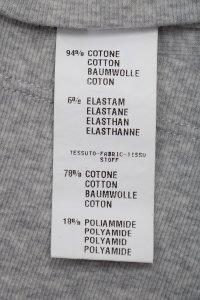 94% COTONE
COTTON
BAUMWOLLE
COTON
6% ELASTAM
ELASTANE
ELASTHAN
ELASTHANNE
TESSUTO-FABRIC-TISSU
STOFF
78% COTONE
COTTON
BAUMWOLLE
COTON
18% POLIAMMIDE
POLYAMIDE
POLYAMID
POLYAMIDE